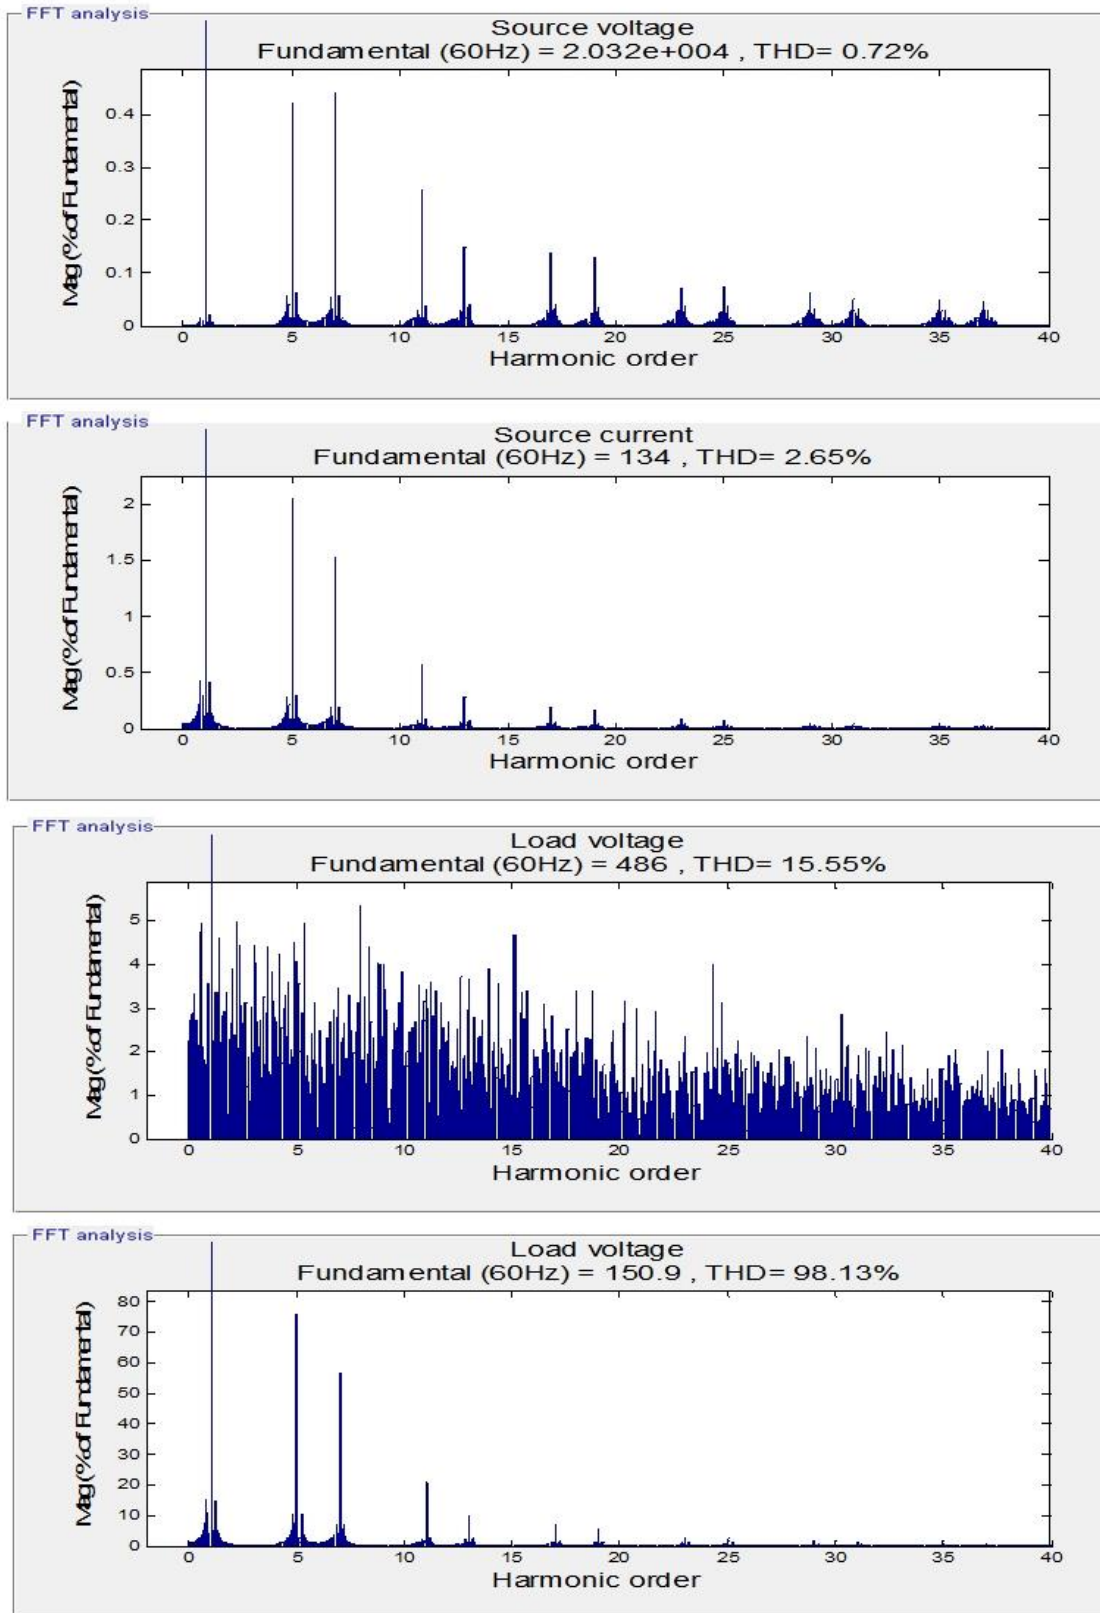 FFT analysis
Source voltage
Fundamental (60Hz) = 2.032e+004 , THD= 0.72%
Mag (% of Fundamental)
0.4
0.3
0.2
0.1
0
0 5 10 15 20 25 30 35 40
Harmonic order
FFT analysis
Source current
Fundamental (60Hz) = 134 , THD= 2.65%
Mag (% of Fundamental)
2
1.5
1
0.5
0
0 5 10 15 20 25 30 35 40
Harmonic order
FFT analysis
Load voltage
Fundamental (60Hz) = 486 , THD= 15.55%
Mag (% of Fundamental)
5
4
3
2
1
0
0 5 10 15 20 25 30 35 40
Harmonic order
FFT analysis
Load voltage
Fundamental (60Hz) = 150.9 , THD= 98.13%
Mag (% of Fundamental)
80
70
60
50
40
30
20
10
0
0 5 10 15 20 25 30 35 40
Harmonic order